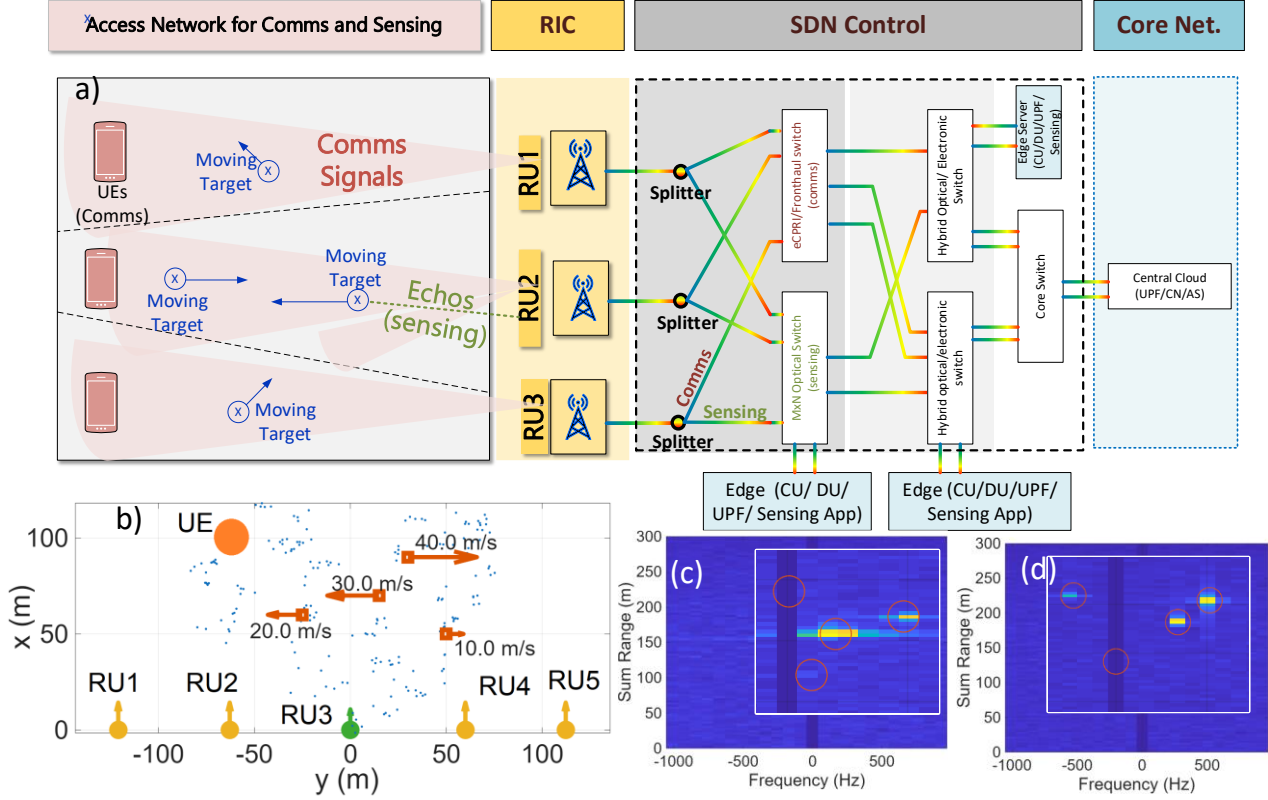 x
Access Network for Comms and Sensing
RIC
SDN Control
Core Net.
a)
UEs
(Comms)
Moving
Target
x
Comms
Signals
RU1
Splitter
eCPRI/Fronthaul switch
(comms)
Hybrid Optical/ Electronic
Switch
Edge Server
(CU/DU/UPF/
Sensing)
x
Moving
Target
Moving
Target
x
Echos
(sensing)
RU2
Splitter
Core Switch
Central Cloud
(UPF/CN/AS)
MxN Optical Switch
(sensing)
Hybrid optical/electronic
switch
x
Moving
Target
RU3
Comms
Sensing
Splitter
Edge (CU/ DU/
UPF/ Sensing App)
Edge (CU/DU/UPF/
Sensing App)
b)
UE
40.0 m/s
30.0 m/s
20.0 m/s
10.0 m/s
RU1
RU2
RU3
RU4
RU5
100
50
0
x (m)
-100
-50
0
50
100
y (m)
(c)
300
250
200
150
100
50
0
Sum Range (m)
-1000
-500
0
500
Frequency (Hz)
(d)
300
250
200
150
100
50
0
Sum Range (m)
-1000
-500
0
500
Frequency (Hz)